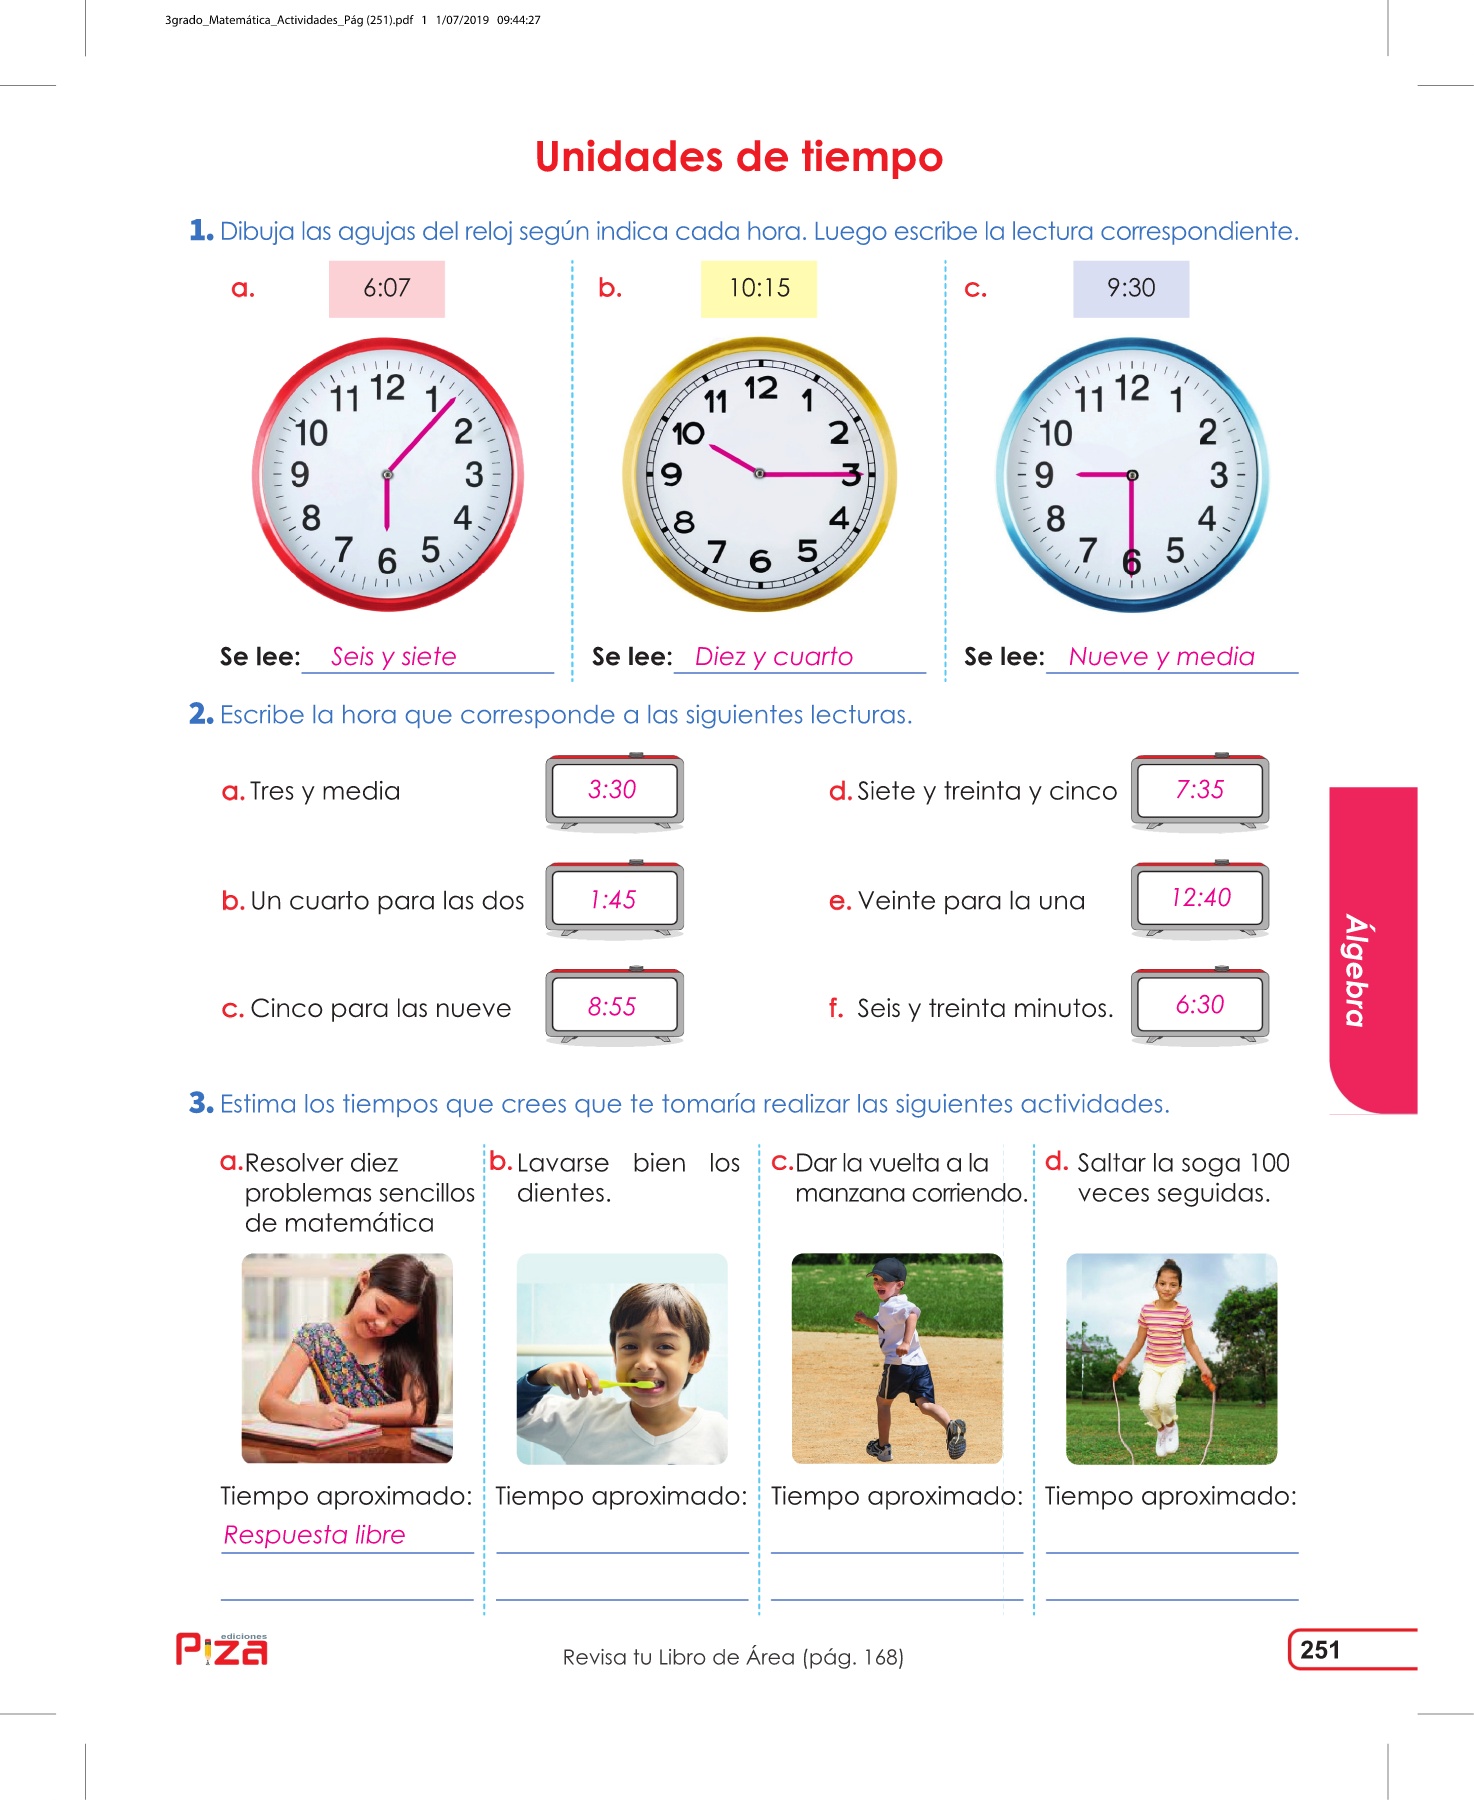 3grado_Matemática_Actividades_Pág (251).pdf 1 1/07/2019 09:44:27
Unidades de tiempo
1. Dibuja las agujas del reloj según indica cada hora. Luego escribe la lectura correspondiente.
a. 6:07
b. 10:15
c. 9:30
12 1 2 3 4 5 6 7 8 9 10 11
12 1 2 3 4 5 6 7 8 9 10 11
12 1 2 3 4 5 6 7 8 9 10 11
Se lee: Seis y siete
Se lee: Diez y cuarto
Se lee: Nueve y media
2. Escribe la hora que corresponde a las siguientes lecturas.
a. Tres y media 3:30
d. Siete y treinta y cinco 7:35
b. Un cuarto para las dos 1:45
e. Veinte para la una 12:40
c. Cinco para las nueve 8:55
f. Seis y treinta minutos. 6:30
Álgebra
3. Estima los tiempos que crees que te tomaría realizar las siguientes actividades.
a. Resolver diez
problemas sencillos
de matemática
b. Lavarse bien los
dientes.
c. Dar la vuelta a la
manzana corriendo.
d. Saltar la soga 100
veces seguidas.
Tiempo aproximado:
Respuesta libre
Tiempo aproximado:
Tiempo aproximado:
Tiempo aproximado:
ediciones
Piza
Revisa tu Libro de Área (pág. 168)
251